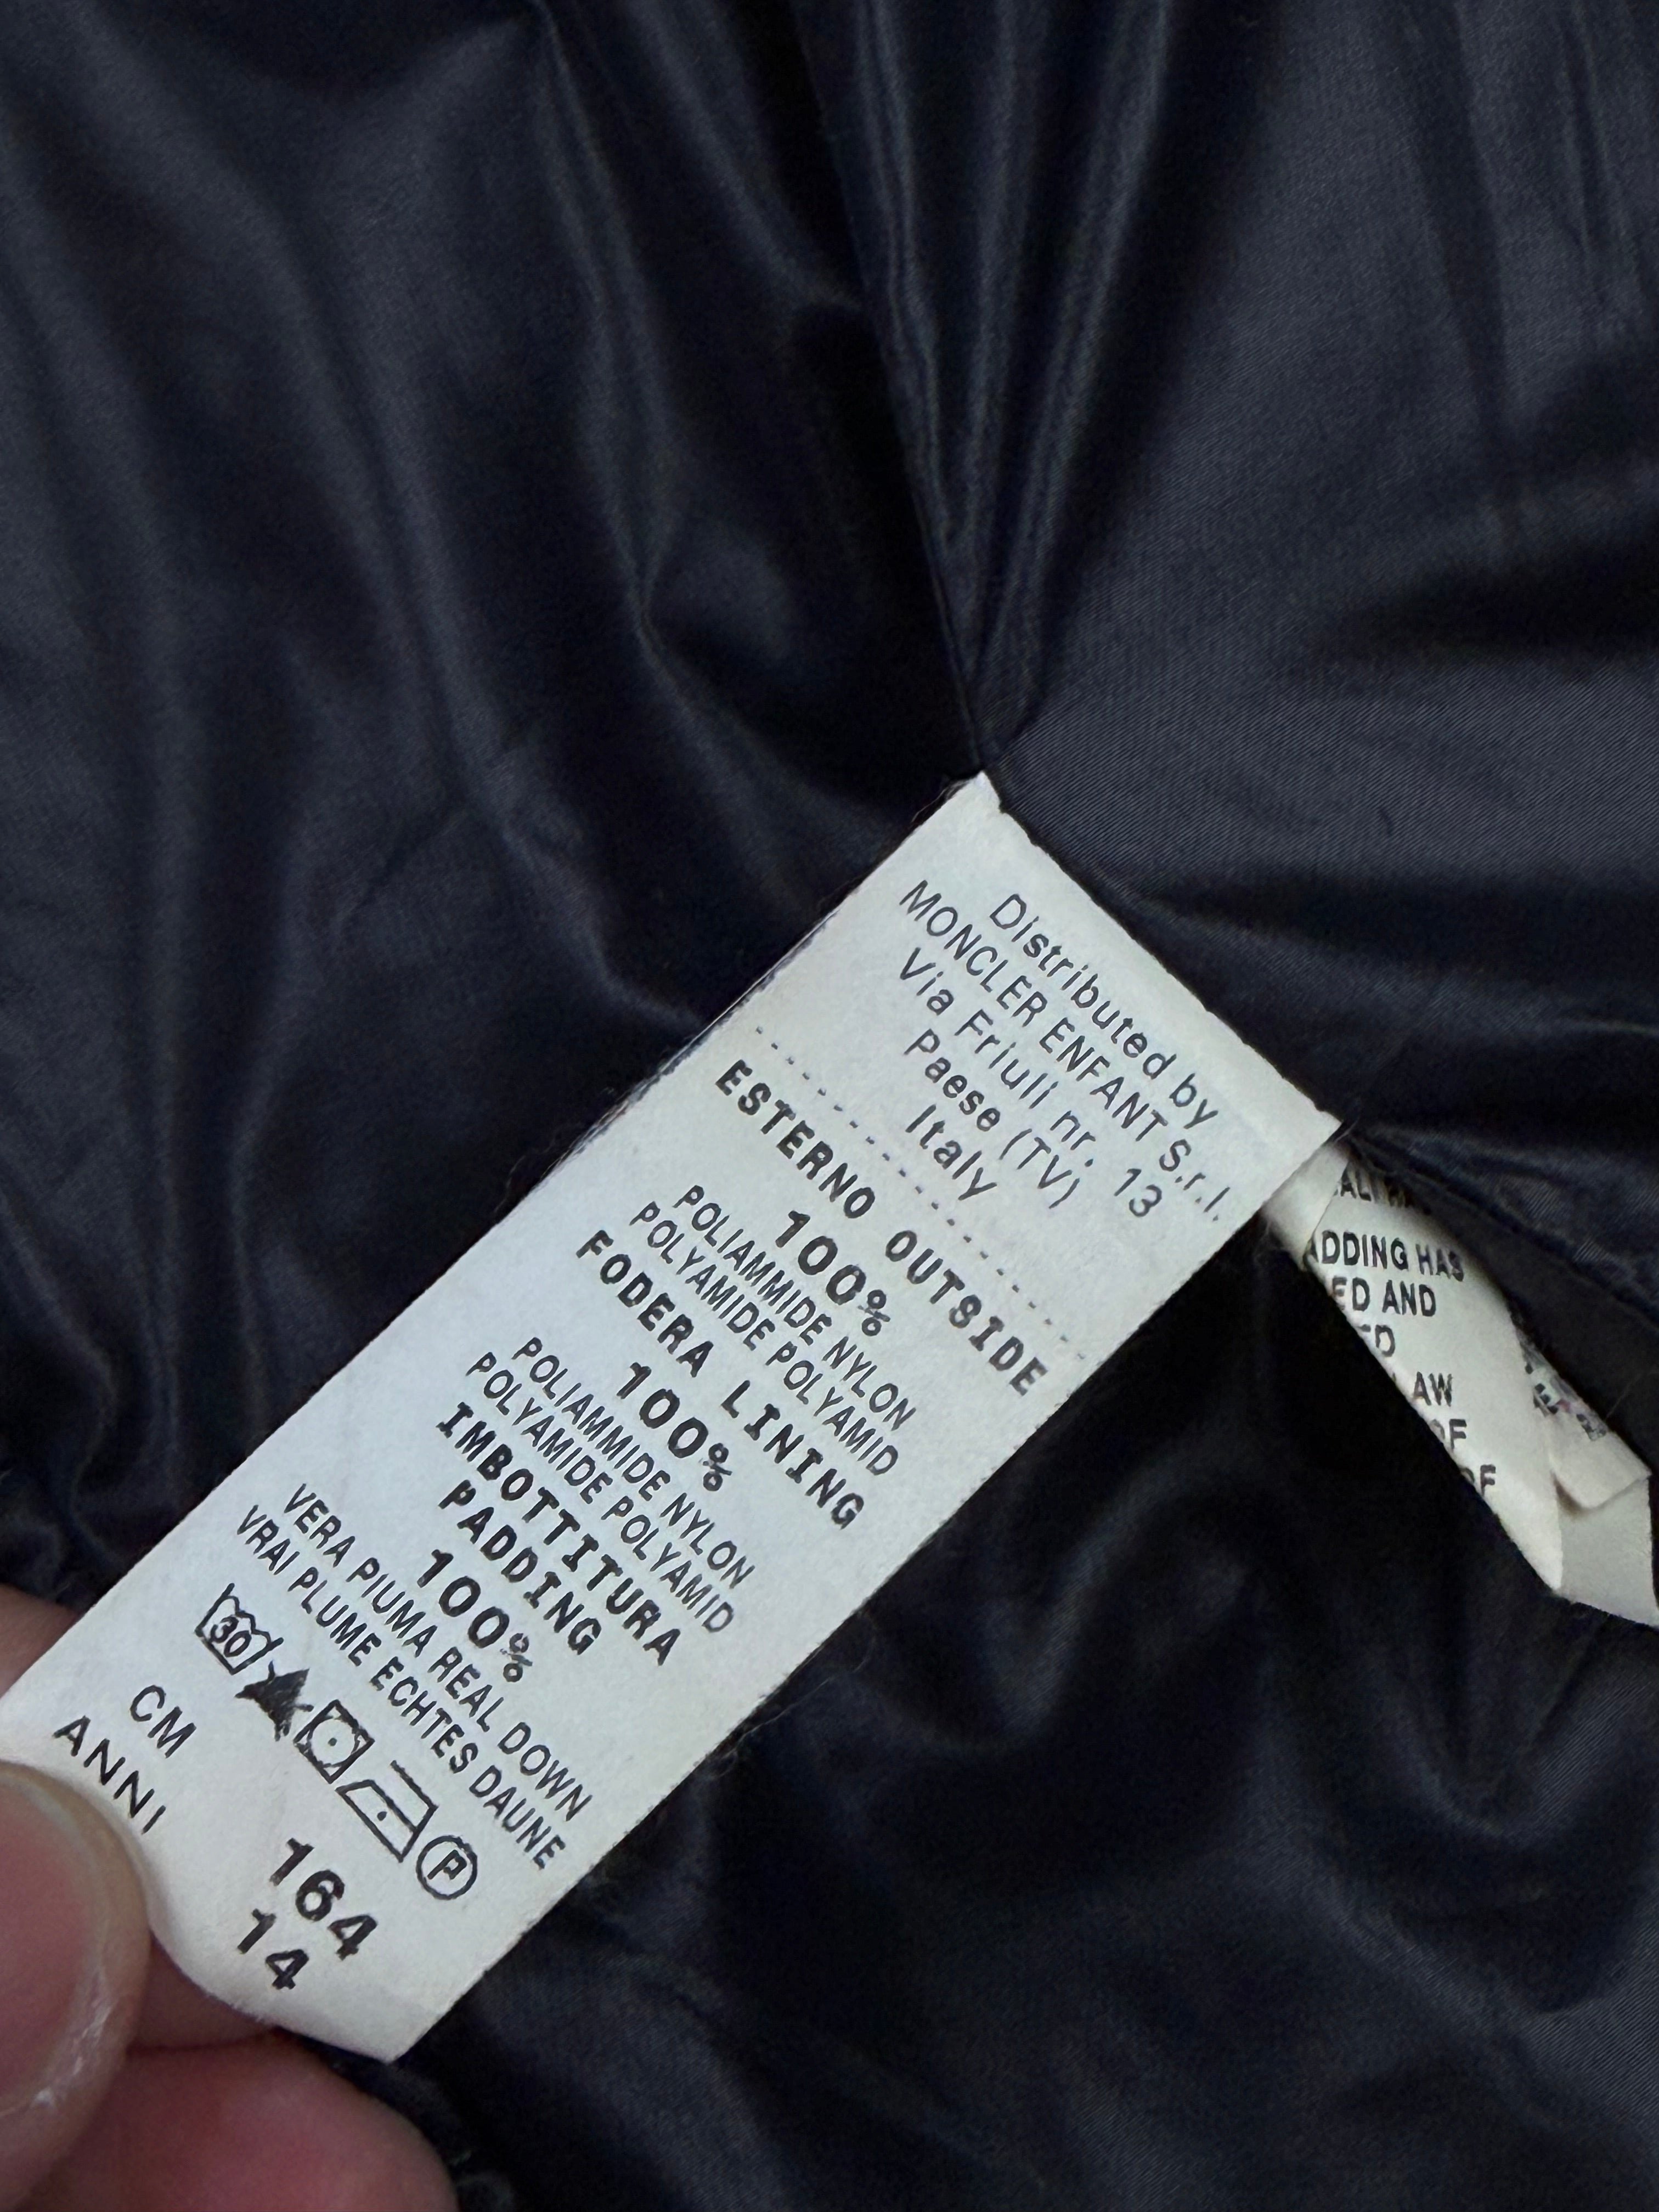 Distributed by
MONCLER ENFANT S.r.l.
Via Friuli nr. 13
Paese (TV)
Italy
ESTERNO OUTSIDE
100%
POLIAMMIDE NYLON
POLYAMIDE POLYAMID
FODERA LINING
100%
POLIAMMIDE NYLON
POLYAMIDE POLYAMID
IMBOTTITURA
PADDING
100%
VERA PIUMA REAL DOWN
VRAI PLUME ECHTES DAUNE
30 P
CM 164
ANNI 14
ADDING HAS
ED AND
AW
OF
OF